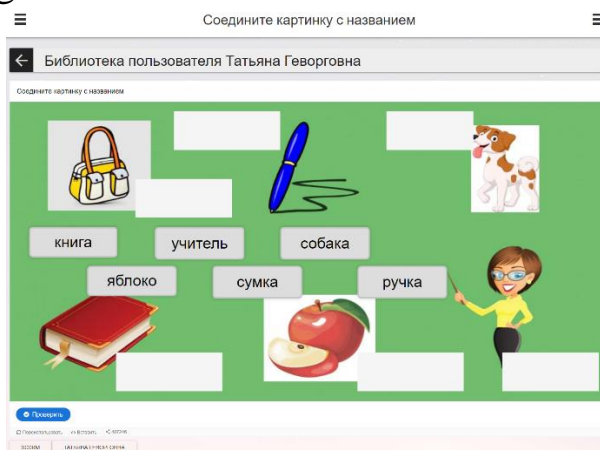 Соедините картинку с названием
Библиотека пользователя Татьяна Геворговна
Соедините картинку с названием
книга
учитель
собака
яблоко
сумка
ручка
Проверить